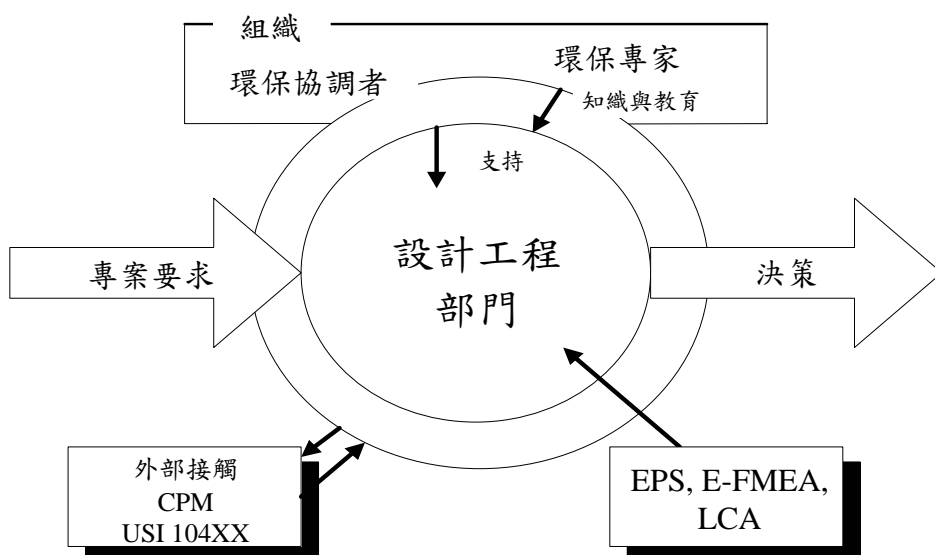 組織
環保協調者
環保專家
知織與教育
支持
專案要求
設計工程
部門
決策
外部接觸
CPM
USI 104XX
EPS, E-FMEA,
LCA